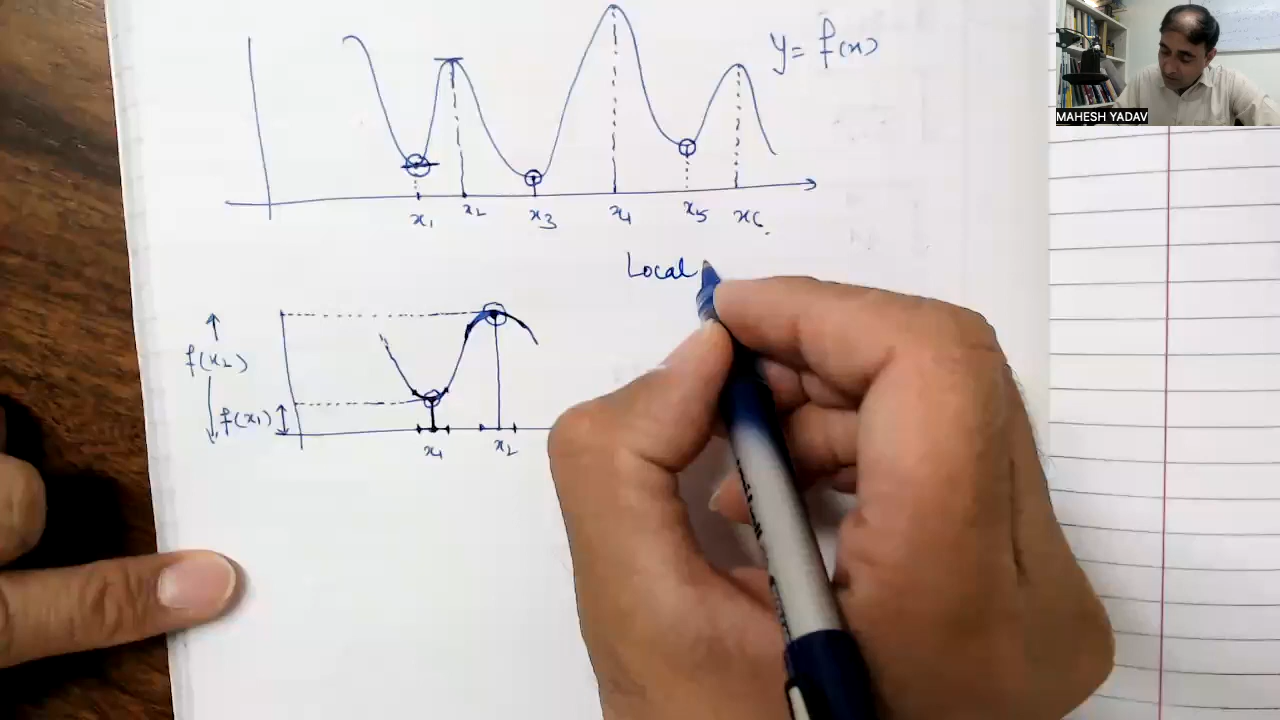 y = f(x)
MAHESH YADAV
x₁ x₂ x₃ x₄ x₅ x₆
Local
f(x₂)
f(x₁)
x₁ x₂